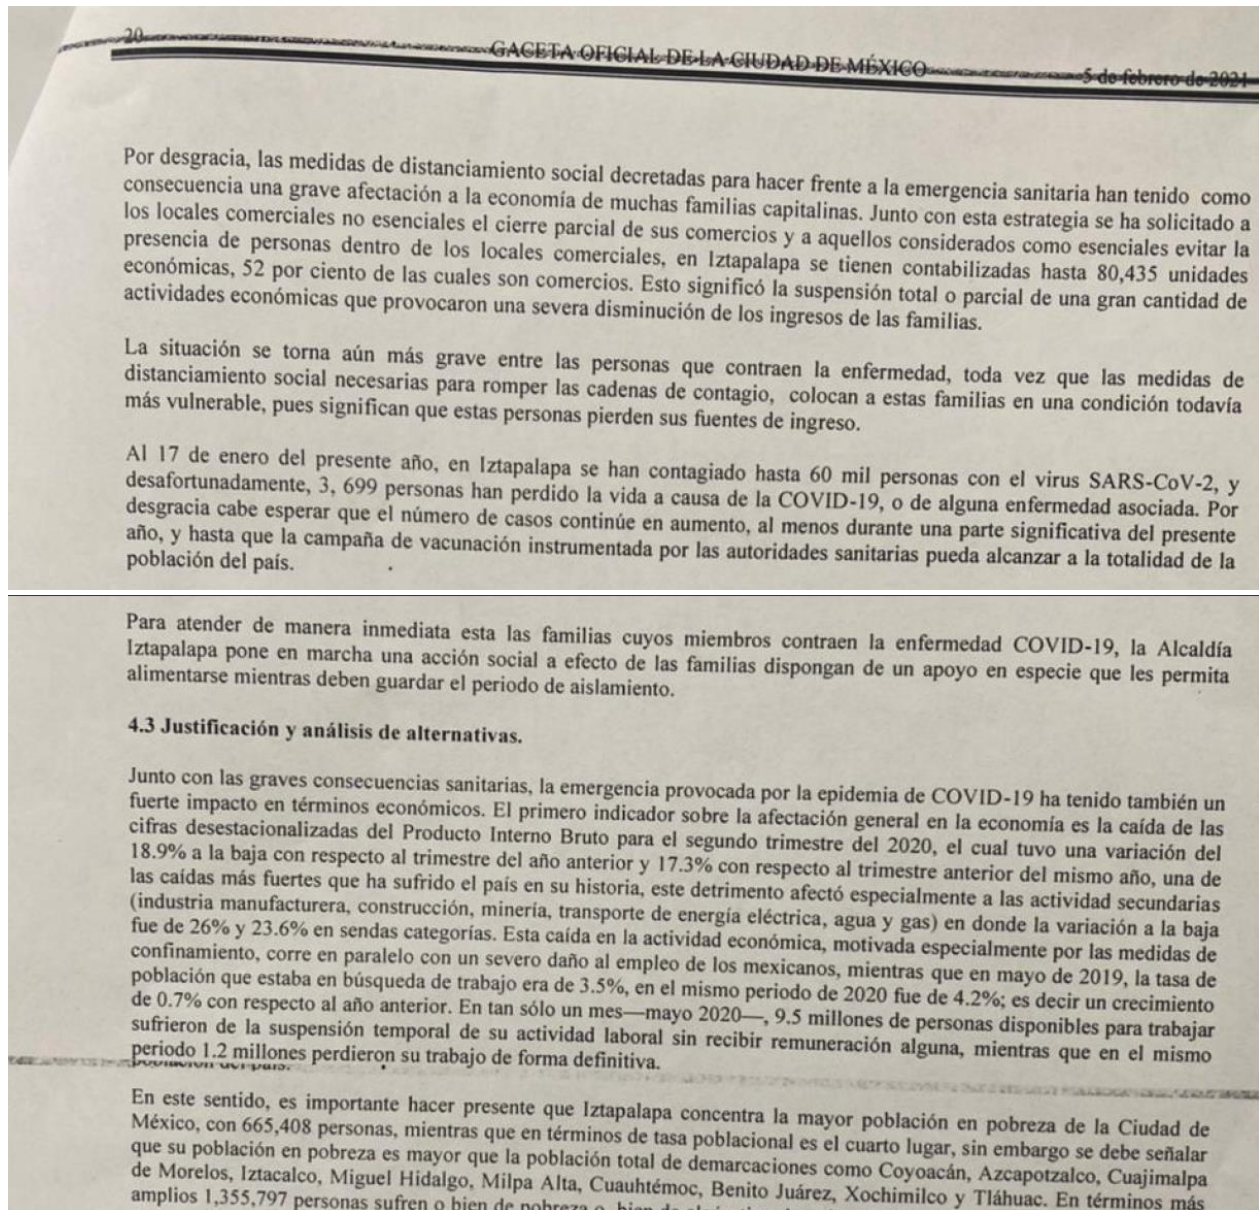 20
GACETA OFICIAL DE LA CIUDAD DE MÉXICO
5 de febrero de 2021
Por desgracia, las medidas de distanciamiento social decretadas para hacer frente a la emergencia sanitaria han tenido como
consecuencia una grave afectación a la economía de muchas familias capitalinas. Junto con esta estrategia se ha solicitado a
los locales comerciales no esenciales el cierre parcial de sus comercios y a aquellos considerados como esenciales evitar la
presencia de personas dentro de los locales comerciales, en Iztapalapa se tienen contabilizadas hasta 80,435 unidades
económicas, 52 por ciento de las cuales son comercios. Esto significó la suspensión total o parcial de una gran cantidad de
actividades económicas que provocaron una severa disminución de los ingresos de las familias.
La situación se torna aún más grave entre las personas que contraen la enfermedad, toda vez que las medidas de
distanciamiento social necesarias para romper las cadenas de contagio, colocan a estas familias en una condición todavía
más vulnerable, pues significan que estas personas pierden sus fuentes de ingreso.
Al 17 de enero del presente año, en Iztapalapa se han contagiado hasta 60 mil personas con el virus SARS-CoV-2, y
desafortunadamente, 3, 699 personas han perdido la vida a causa de la COVID-19, o de alguna enfermedad asociada. Por
desgracia cabe esperar que el número de casos continúe en aumento, al menos durante una parte significativa del presente
año, y hasta que la campaña de vacunación instrumentada por las autoridades sanitarias pueda alcanzar a la totalidad de la
población del país.
Para atender de manera inmediata esta las familias cuyos miembros contraen la enfermedad COVID-19, la Alcaldía
Iztapalapa pone en marcha una acción social a efecto de las familias dispongan de un apoyo en especie que les permita
alimentarse mientras deben guardar el periodo de aislamiento.
4.3 Justificación y análisis de alternativas.
Junto con las graves consecuencias sanitarias, la emergencia provocada por la epidemia de COVID-19 ha tenido también un
fuerte impacto en términos económicos. El primero indicador sobre la afectación general en la economía es la caída de las
cifras desestacionalizadas del Producto Interno Bruto para el segundo trimestre del 2020, el cual tuvo una variación del
18.9% a la baja con respecto al trimestre del año anterior y 17.3% con respecto al trimestre anterior del mismo año, una de
las caídas más fuertes que ha sufrido el país en su historia, este detrimento afectó especialmente a las actividad secundarias
(industria manufacturera, construcción, minería, transporte de energía eléctrica, agua y gas) en donde la variación a la baja
fue de 26% y 23.6% en sendas categorías. Esta caída en la actividad económica, motivada especialmente por las medidas de
confinamiento, corre en paralelo con un severo daño al empleo de los mexicanos, mientras que en mayo de 2019, la tasa de
población que estaba en búsqueda de trabajo era de 3.5%, en el mismo periodo de 2020 fue de 4.2%; es decir un crecimiento
de 0.7% con respecto al año anterior. En tan sólo un mes—mayo 2020—, 9.5 millones de personas disponibles para trabajar
sufrieron de la suspensión temporal de su actividad laboral sin recibir remuneración alguna, mientras que en el mismo
periodo 1.2 millones perdieron su trabajo de forma definitiva.
En este sentido, es importante hacer presente que Iztapalapa concentra la mayor población en pobreza de la Ciudad de
México, con 665,408 personas, mientras que en términos de tasa poblacional es el cuarto lugar, sin embargo se debe señalar
que su población en pobreza es mayor que la población total de demarcaciones como Coyoacán, Azcapotzalco, Cuajimalpa
de Morelos, Iztacalco, Miguel Hidalgo, Milpa Alta, Cuauhtémoc, Benito Juárez, Xochimilco y Tláhuac. En términos más
amplios 1,355,797 personas sufren o bien de pobreza o bien de